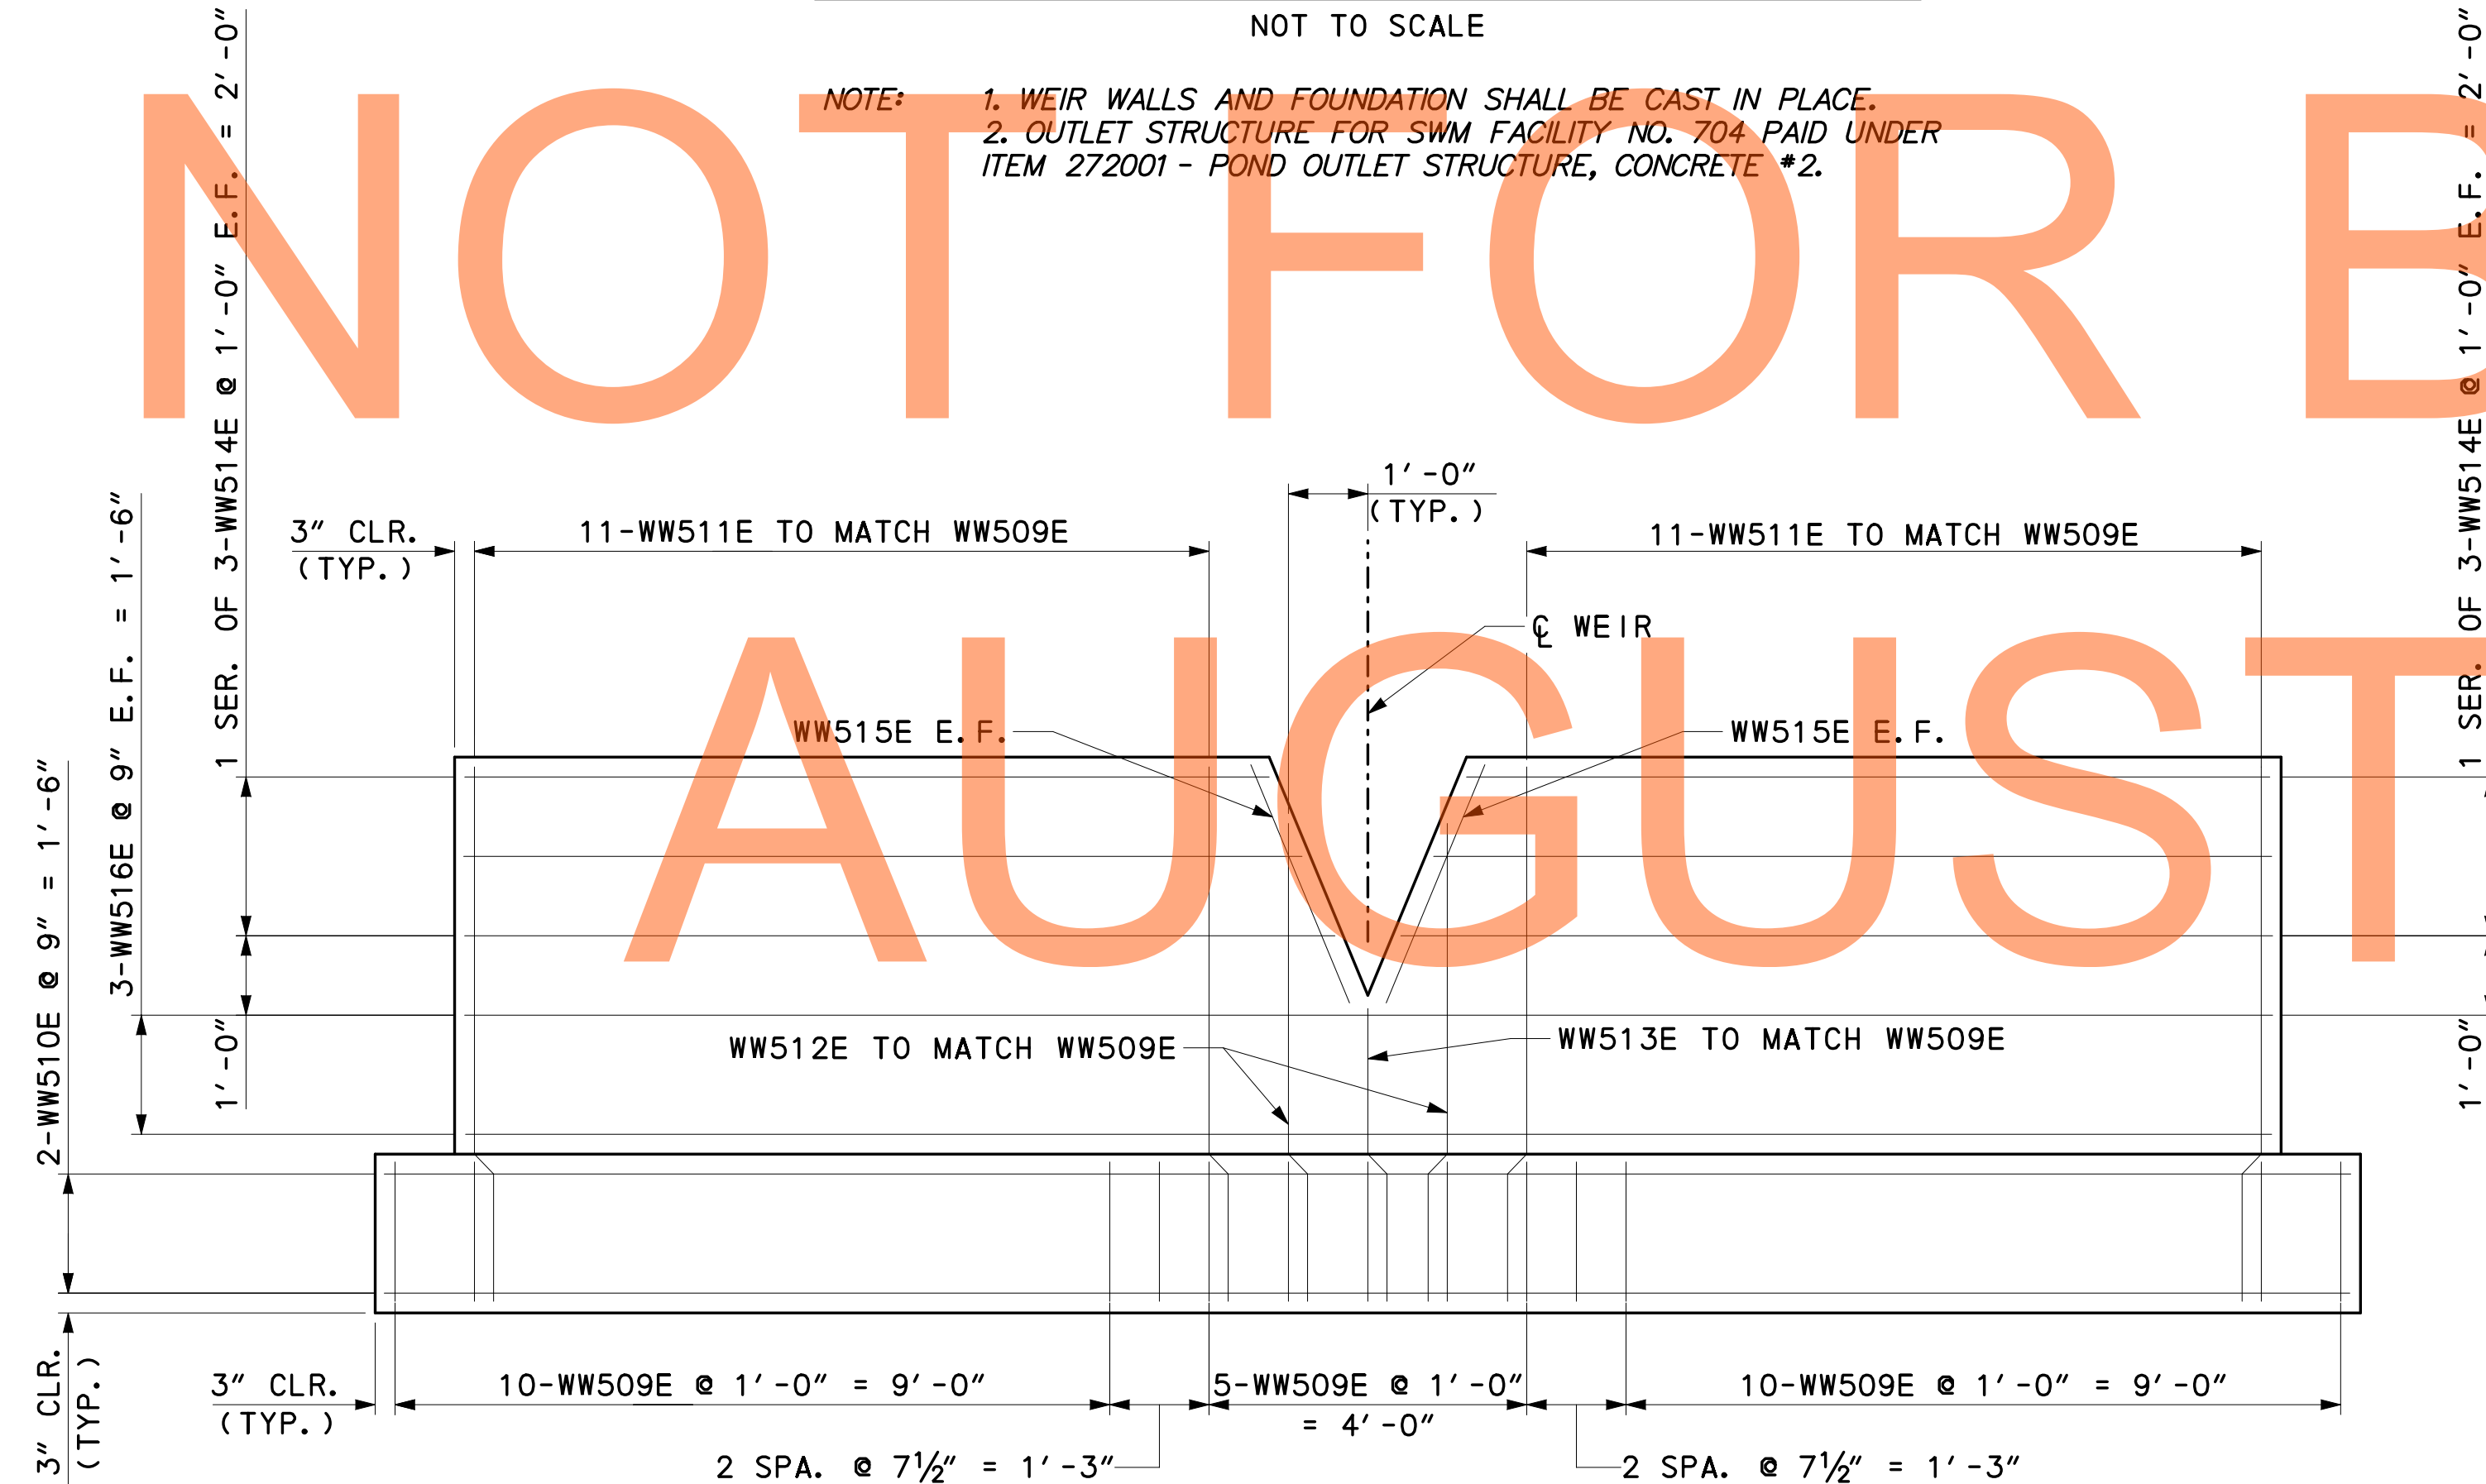 NOT TO SCALE
NOTE: 1. WEIR WALLS AND FOUNDATION SHALL BE CAST IN PLACE.
2. OUTLET STRUCTURE FOR SWM FACILITY NO. 704 PAID UNDER
ITEM 272001 - POND OUTLET STRUCTURE, CONCRETE #2.
NOT FOR B
AUGUST
1 SER. OF 3-WW514E @ 1'-0" E.F. = 2'-0"
1'-0"
3-WW516E @ 9" E.F. = 1'-6"
2-WW510E @ 9" = 1'-6"
3" CLR.
(TYP.)
3" CLR.
(TYP.)
11-WW511E TO MATCH WW509E
1'-0"
(TYP.)
11-WW511E TO MATCH WW509E
℄ WEIR
WW515E E.F.
WW515E E.F.
WW512E TO MATCH WW509E
WW513E TO MATCH WW509E
1 SER. OF 3-WW514E @ 1'-0" E.F. = 2'-0"
1'-0"
3" CLR.
(TYP.)
10-WW509E @ 1'-0" = 9'-0"
5-WW509E @ 1'-0"
= 4'-0"
10-WW509E @ 1'-0" = 9'-0"
2 SPA. @ 7½" = 1'-3"
2 SPA. @ 7½" = 1'-3"